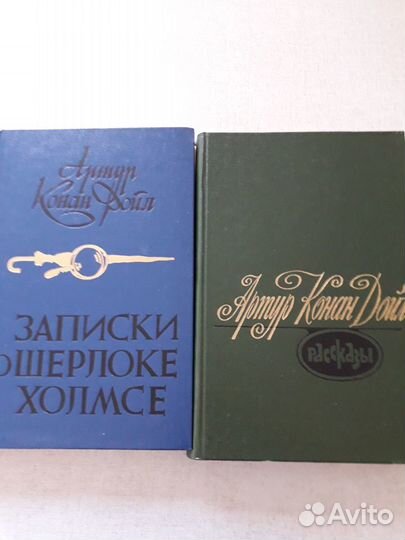 Артур
Конан Дойл
ЗАПИСКИ
О ШЕРЛОКЕ
ХОЛМСЕ
Артур Конан Дойл
Рассказы
Avito